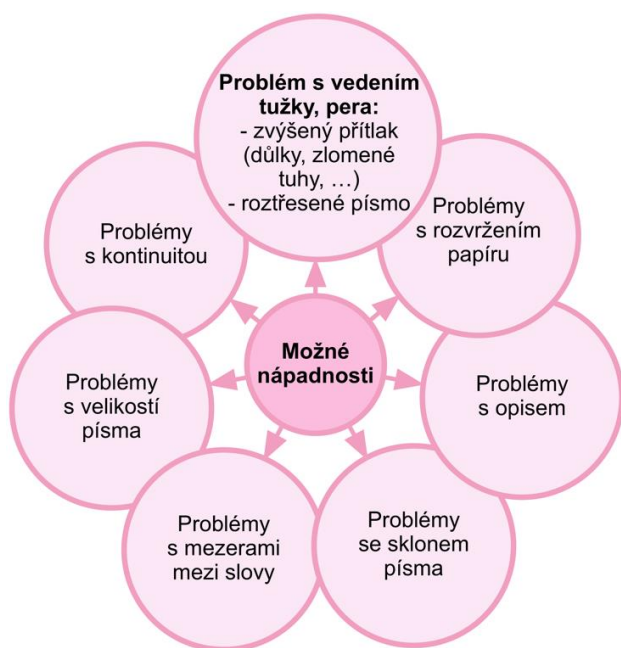 Problém s vedením
tužky, pera:
- zvýšený přítlak
(důlky, zlomené
tuhy, ...)
- roztřesené písmo
Problémy
s rozvržením
papíru
Problémy
s opisem
Problémy
se sklonem
písma
Problémy
s mezerami
mezi slovy
Problémy
s velikostí
písma
Problémy
s kontinuitou
Možné
nápadnosti